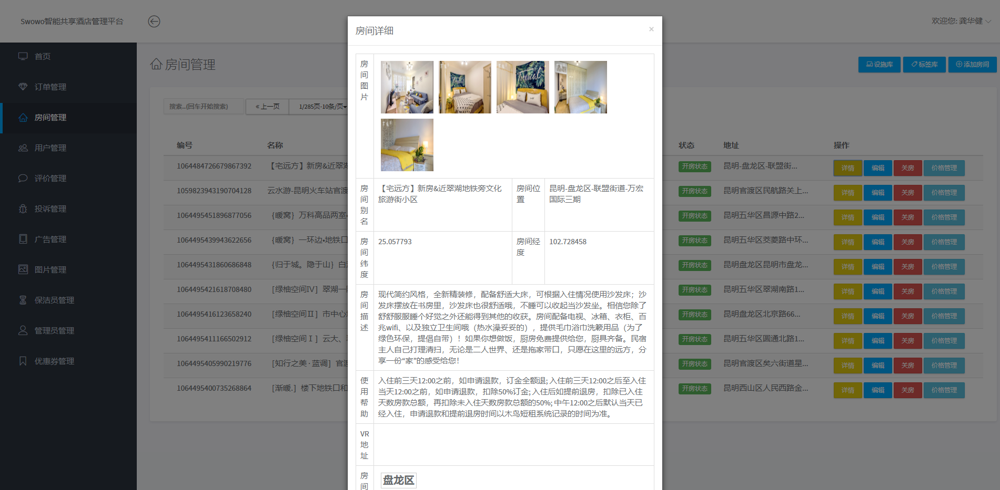 Swowo智能共享酒店管理平台
欢迎您: 龚华健
首页
订单管理
房间管理
用户管理
评价管理
投诉管理
广告管理
图片管理
保洁员管理
管理员管理
优惠券管理
房间管理
设施库
标签库
添加房间
搜索..(回车开始搜索)
« 上一页
1/285页-10条/页
编号 名称 状态 地址 操作
1064484726679867392 【宅远方】新房&近翠湖 开房状态 昆明-盘龙区-联盟街... 详情 编辑 关房 价格管理
1059823943190704128 云水游-昆明火车站官渡 开房状态 昆明官渡区民航路关上... 详情 编辑 关房 价格管理
1064495451896877056 ｛暖窝｝万科高品两室• 开房状态 昆明五华区昌源中路2... 详情 编辑 关房 价格管理
1064495439943622656 ｛暖窝｝一环边•地铁口 开房状态 昆明五华区茭菱路中环... 详情 编辑 关房 价格管理
1064495431860686848 ｛归于城。隐于山｝白 开房状态 昆明盘龙区昆明市盘龙... 详情 编辑 关房 价格管理
1064495421618708480 ［绿柚空间Ⅳ］翠湖一 开房状态 昆明五华区翠湖南路1... 详情 编辑 关房 价格管理
1064495416123658240 ［绿柚空间Ⅱ］市中心 开房状态 昆明盘龙区北京路66... 详情 编辑 关房 价格管理
1064495411166502912 ［绿柚空间Ⅰ］云大、 开房状态 昆明五华区圆通北路1... 详情 编辑 关房 价格管理
1064495405990219776 ［知行之美·蓝调］官渡 开房状态 昆明官渡区矣六街道星... 详情 编辑 关房 价格管理
1064495400735268864 ［渐暖.］楼下地铁口和 开房状态 昆明西山区人民西路金... 详情 编辑 关房 价格管理
房间详细
×
房间图片
Tropical
房间别名
【宅远方】新房&近翠湖地铁旁文化
旅游街小区
房间位置
昆明-盘龙区-联盟街道-万宏
国际三期
房间纬度
25.057793
房间经度
102.728458
房间描述
现代简约风格，全新精装修，配备舒适大床，可根据入住情况使用沙发床；沙
发床摆放在书房里，沙发床也很舒适哦，不睡可以收起当沙发坐。相信您除了
舒舒服服睡个好觉之外还能得到其他的收获。房间配备电视、冰箱、衣柜、百
兆wifi、以及独立卫生间哦（热水澡妥妥的），提供毛巾浴巾洗簌用品（为了
绿色环保，提倡自带）！如果你想做饭，厨房免费提供给您，厨具齐备。民宿
主人自己打理清扫，无论是二人世界、还是拖家带口，只愿在这里的远方，分
享一份“家”的感受给您！
使用帮助
入住前三天12:00之前，如申请退款，订金全额退; 入住前三天12:00之后至入住
当天12:00之前，如申请退款，扣除50%订金; 入住后如提前退房，扣除已入住
天数房款总额，再扣除未入住天数房款总额的50%; 中午12:00之后默认当天已
经入住，申请退款和提前退房时间以木鸟短租系统记录的时间为准。
VR地址
房间
盘龙区